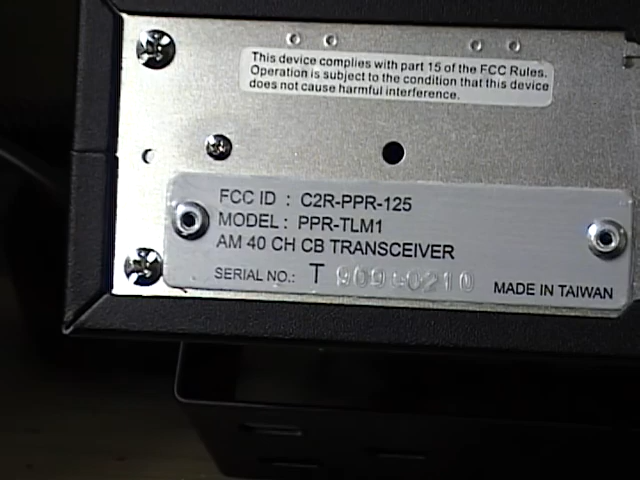 This device complies with part 15 of the FCC Rules.
Operation is subject to the condition that this device
does not cause harmful interference.
FCC ID : C2R-PPR-125
MODEL : PPR-TLM1
AM 40 CH CB TRANSCEIVER
SERIAL NO.: T
MADE IN TAIWAN